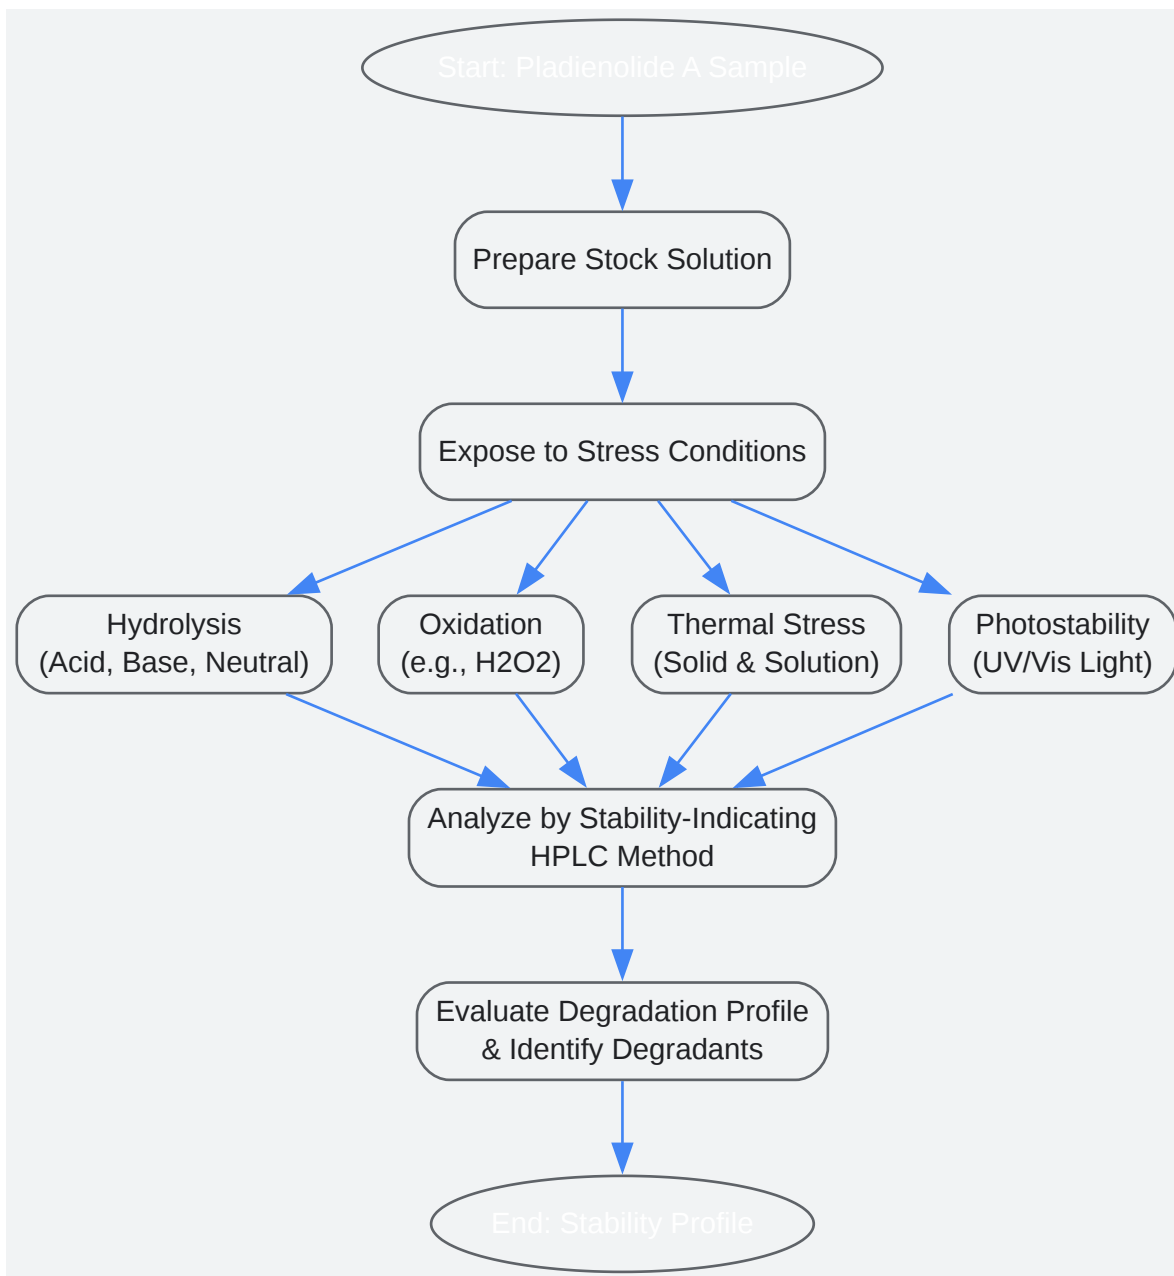 Start: Pladienolide A Sample
Prepare Stock Solution
Expose to Stress Conditions
Hydrolysis
(Acid, Base, Neutral)
Oxidation
(e.g., H2O2)
Thermal Stress
(Solid & Solution)
Photostability
(UV/Vis Light)
Analyze by Stability-Indicating
HPLC Method
Evaluate Degradation Profile
& Identify Degradants
End: Stability Profile